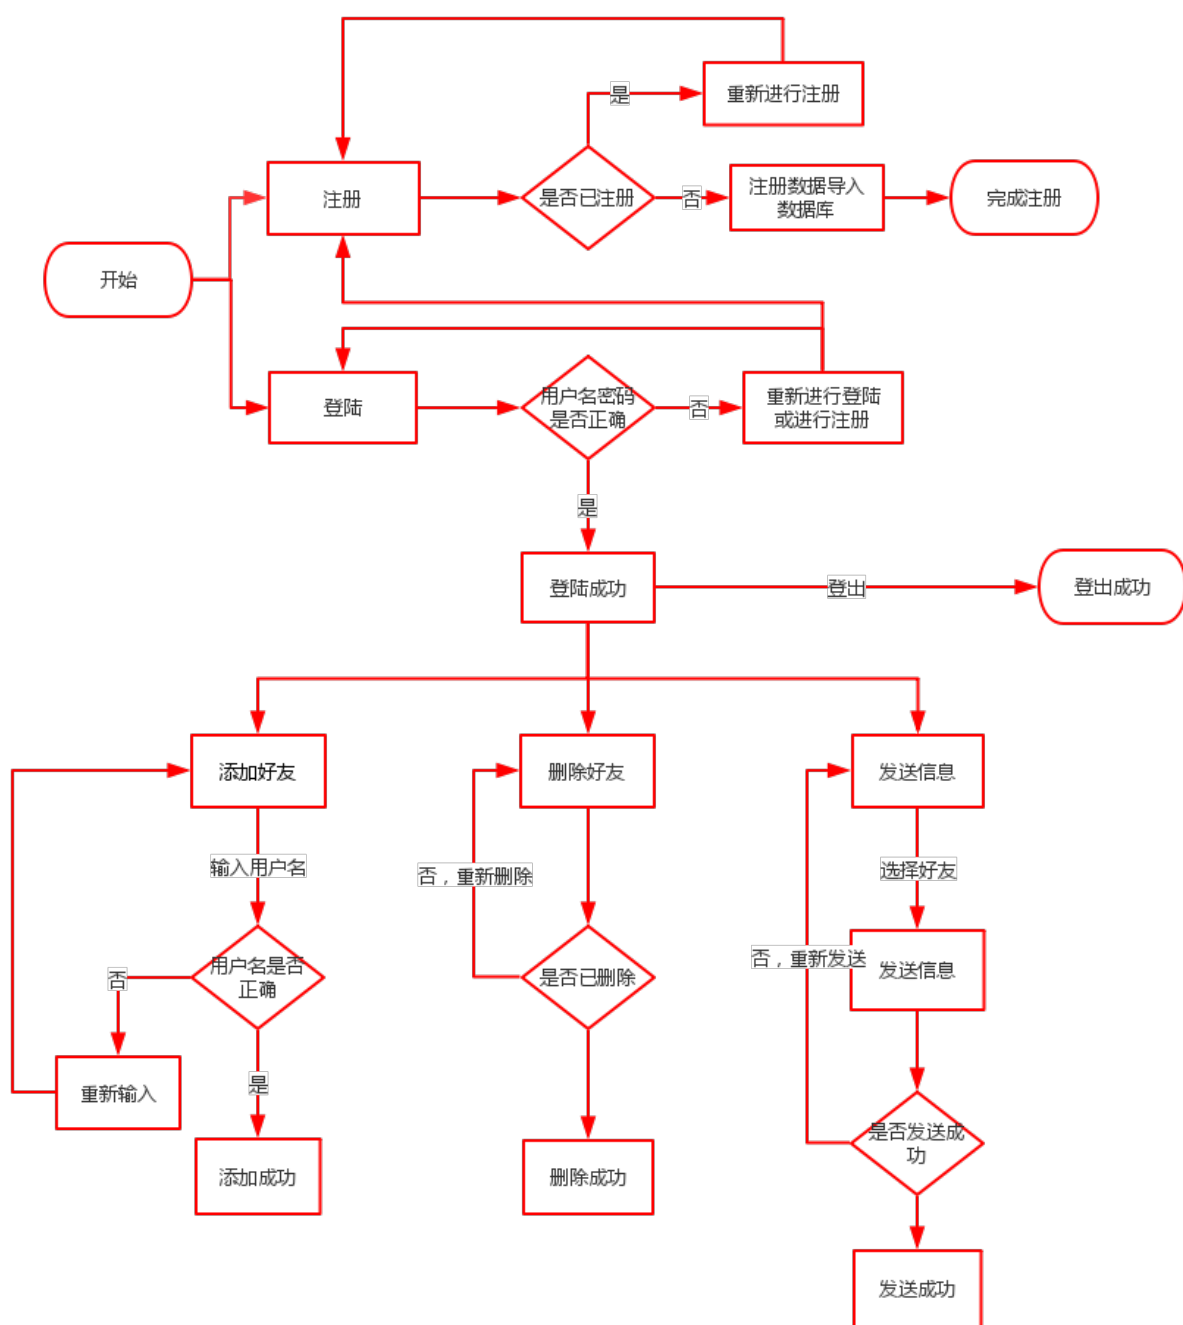 重新进行注册
是
注册
是否已注册
否
注册数据导入
数据库
完成注册
开始
登陆
用户名密码
是否正确
否
重新进行登陆
或进行注册
是
登陆成功
登出
登出成功
添加好友
删除好友
发送信息
输入用户名
否，重新删除
选择好友
用户名是否
正确
否
是否已删除
否，重新发送
发送信息
重新输入
是
是否发送成
功
添加成功
删除成功
发送成功